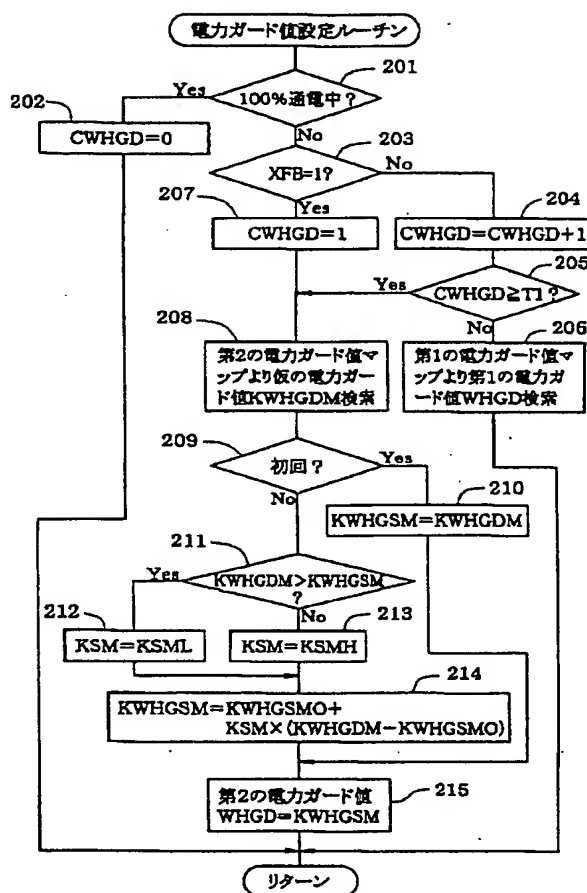 電力ガード値設定ルーチン
201
Yes
100%通電中?
No
202
CWHGD=0
203
XFB=1?
No
Yes
207
CWHGD=1
204
CWHGD=CWHGD+1
205
CWHGD≧T1?
Yes
No
208
第2の電力ガード値マ
ップより仮の電力ガー
ド値KWHGDM検索
206
第1の電力ガード値マ
ップより第1の電力ガ
ード値WHGD検索
209
初回?
Yes
No
210
KWHGSM=KWHGDM
211
Yes
KWHGDM>KWHGSM
?
No
212
KSM=KSML
213
KSM=KSMH
214
KWHGSM=KWHGSMO+
KSM×(KWHGDM-KWHGSMO)
215
第2の電力ガード値
WHGD=KWHGSM
リターン